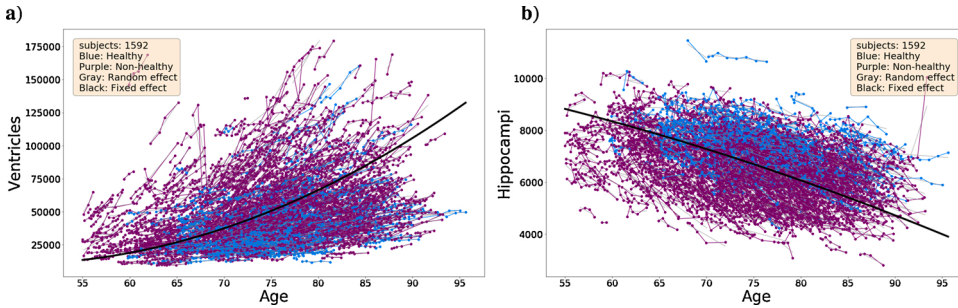 a)
175000
150000
125000
100000
75000
50000
25000
Ventricles
subjects: 1592
Blue: Healthy
Purple: Non-healthy
Gray: Random effect
Black: Fixed effect
55 60 65 70 75 80 85 90 95
Age
b)
10000
8000
6000
4000
Hippocampi
subjects: 1592
Blue: Healthy
Purple: Non-healthy
Gray: Random effect
Black: Fixed effect
55 60 65 70 75 80 85 90 95
Age